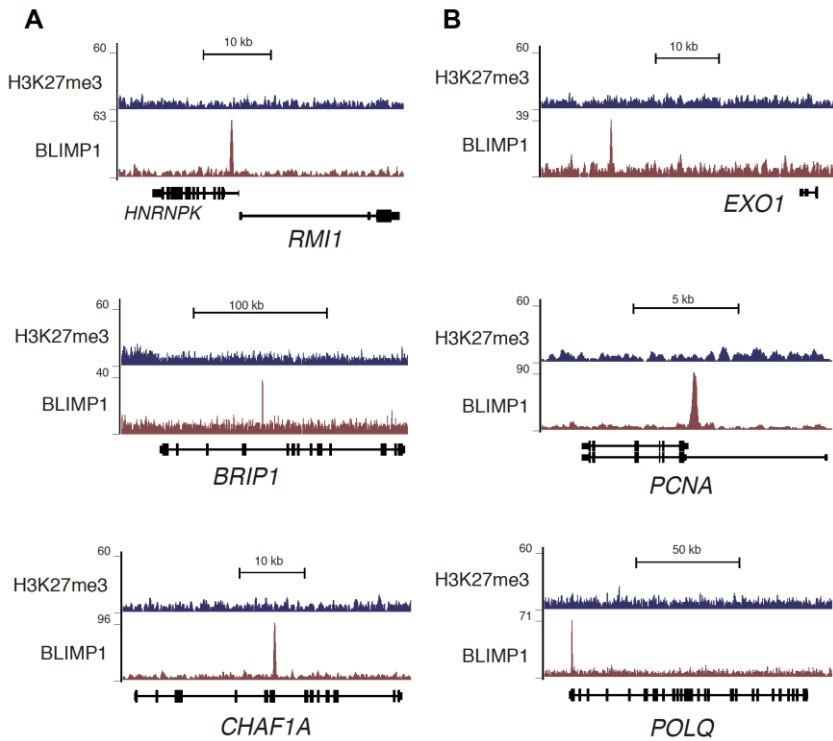 A
60
10 kb
H3K27me3
63
BLIMP1
HNRNPK
RMI1
60
100 kb
H3K27me3
40
BLIMP1
BRIP1
60
10 kb
H3K27me3
96
BLIMP1
CHAF1A
B
60
10 kb
H3K27me3
39
BLIMP1
EXO1
60
5 kb
H3K27me3
90
BLIMP1
PCNA
60
50 kb
H3K27me3
71
BLIMP1
POLQ